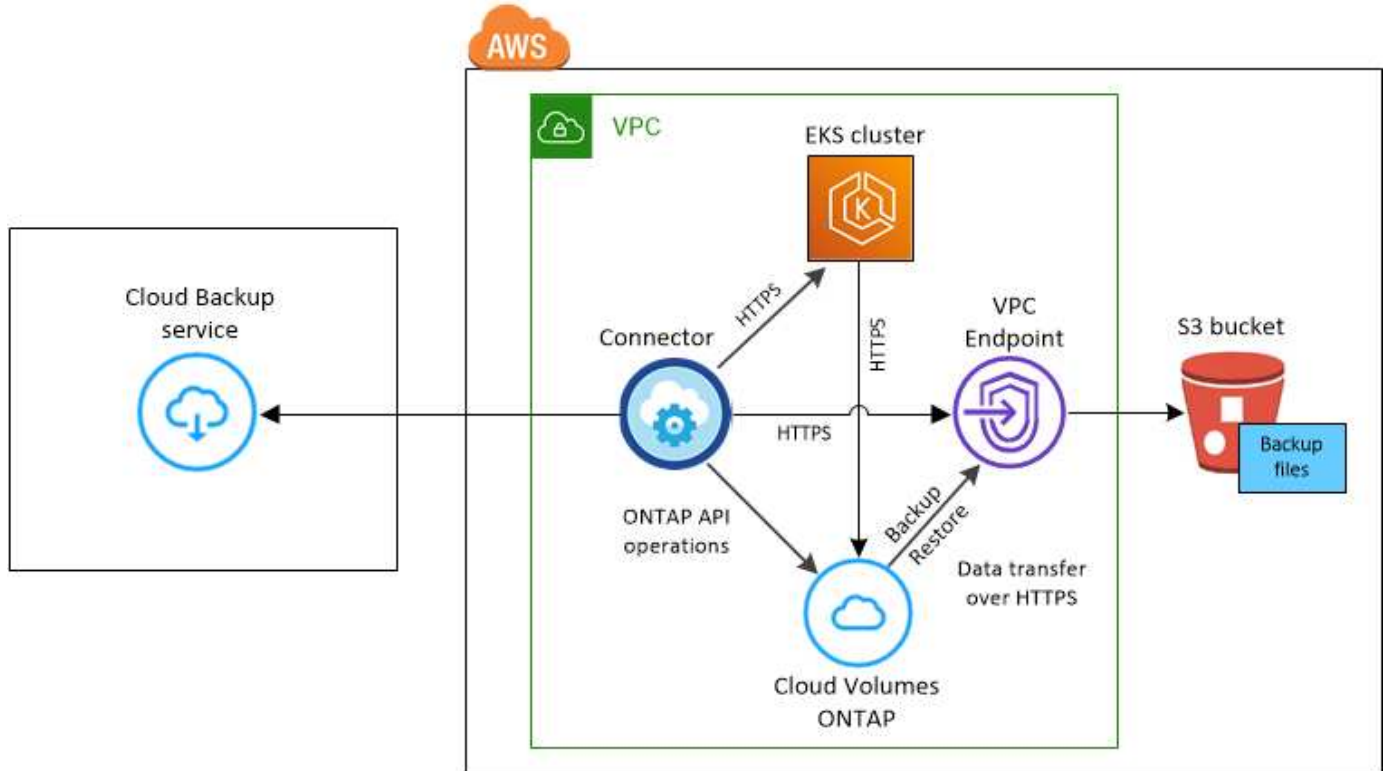 AWS
VPC
EKS cluster
K
Cloud Backup
service
Connector
HTTPS
HTTPS
VPC
Endpoint
S3 bucket
HTTPS
Backup
files
ONTAP API
operations
Backup
Restore
Data transfer
over HTTPS
Cloud Volumes
ONTAP